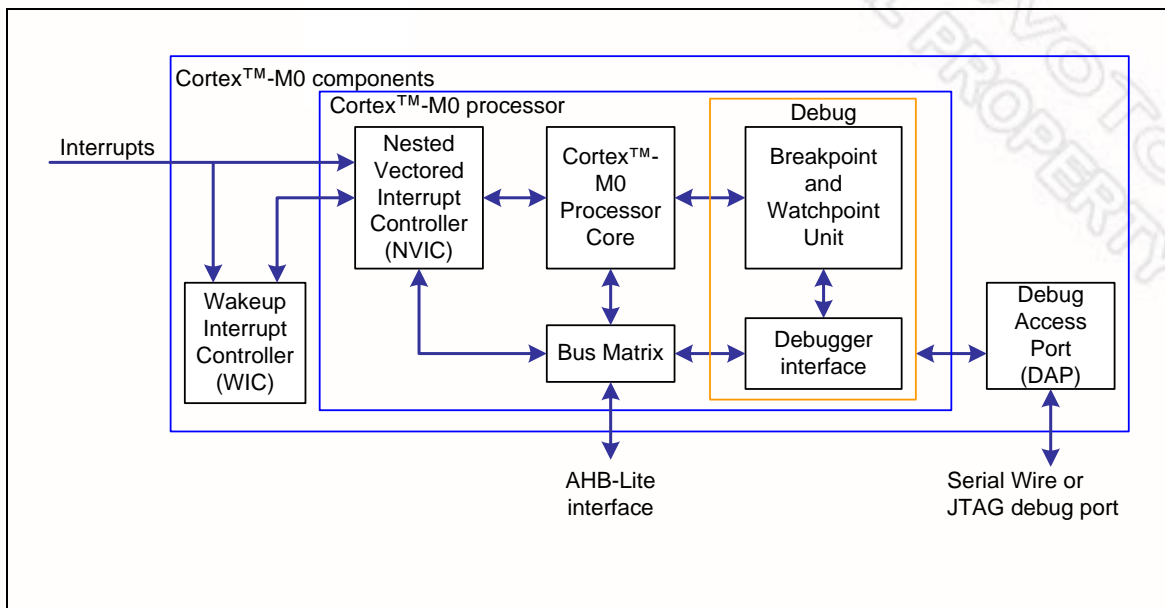 Cortex™-M0 components
Cortex™-M0 processor
Debug
Interrupts
Nested
Vectored
Interrupt
Controller
(NVIC)
Cortex™-
M0
Processor
Core
Breakpoint
and
Watchpoint
Unit
Wakeup
Interrupt
Controller
(WIC)
Bus Matrix
Debugger
interface
Debug
Access
Port
(DAP)
AHB-Lite
interface
Serial Wire or
JTAG debug port
PROPERTY